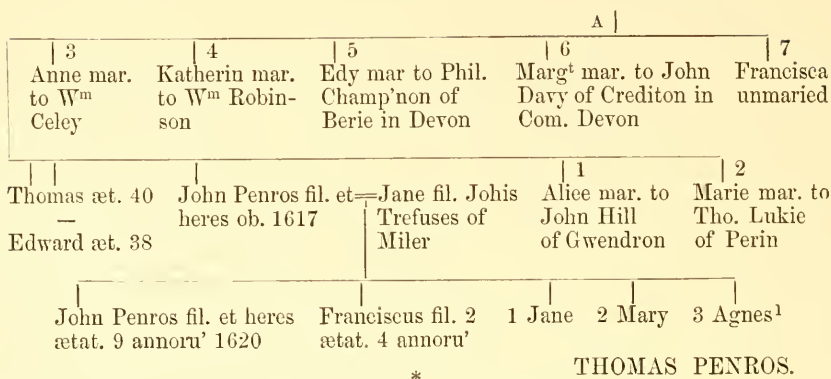 A
3
Anne mar.
to Wᵐ
Celey
4
Katherin mar.
to Wᵐ Robin-
son
5
Edy mar to Phil.
Champ'non of
Berie in Devon
6
Margᵗ mar. to John
Davy of Crediton in
Com. Devon
7
Francisca
unmaried
Thomas æt. 40
—
Edward æt. 38
John Penros fil. et
heres ob. 1617
=
Jane fil. Johis
Trefuses of
Miler
1
Alice mar. to
John Hill
of Gwendron
2
Marie mar. to
Tho. Lukie
of Perin
John Penros fil. et heres
ætat. 9 annoru' 1620
Franciscus fil. 2
ætat. 4 annoru'
1 Jane
2 Mary
3 Agnes¹
*
THOMAS PENROS.